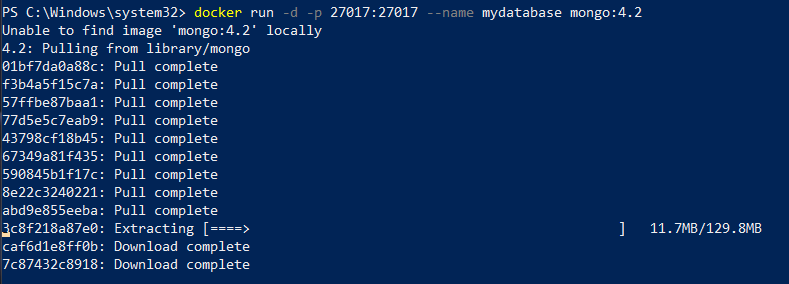 PS C:\Windows\system32> docker run -d -p 27017:27017 --name mydatabase mongo:4.2
Unable to find image 'mongo:4.2' locally
4.2: Pulling from library/mongo
01bf7da0a88c: Pull complete
f3b4a5f15c7a: Pull complete
57ffbe87baa1: Pull complete
77d5e5c7eab9: Pull complete
43798cf18b45: Pull complete
67349a81f435: Pull complete
590845b1f17c: Pull complete
8e22c3240221: Pull complete
abd9e855eeba: Pull complete
3c8f218a87e0: Extracting [====>                                              ]   11.7MB/129.8MB
caf6d1e8ff0b: Download complete
7c87432c8918: Download complete